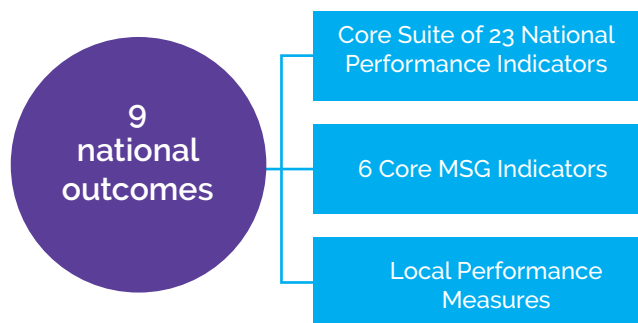 9
national
outcomes
Core Suite of 23 National
Performance Indicators
6 Core MSG Indicators
Local Performance
Measures